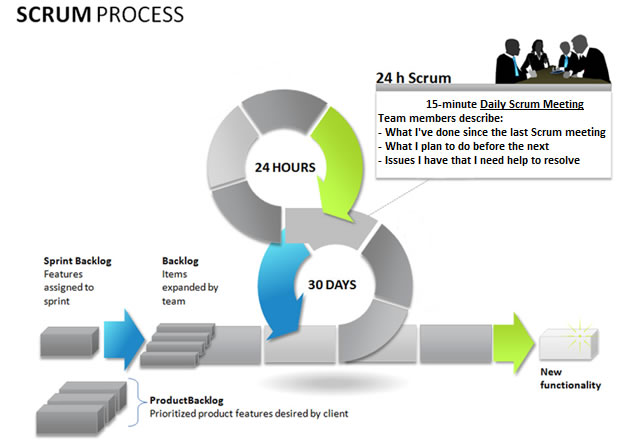 SCRUM PROCESS
24 h Scrum
15-minute Daily Scrum Meeting
Team members describe:
- What I've done since the last Scrum meeting
- What I plan to do before the next
- Issues I have that I need help to resolve
24 HOURS
30 DAYS
Sprint Backlog
Features
assigned to
sprint
Backlog
Items
expanded by
team
New
functionality
ProductBacklog
Prioritized product features desired by client